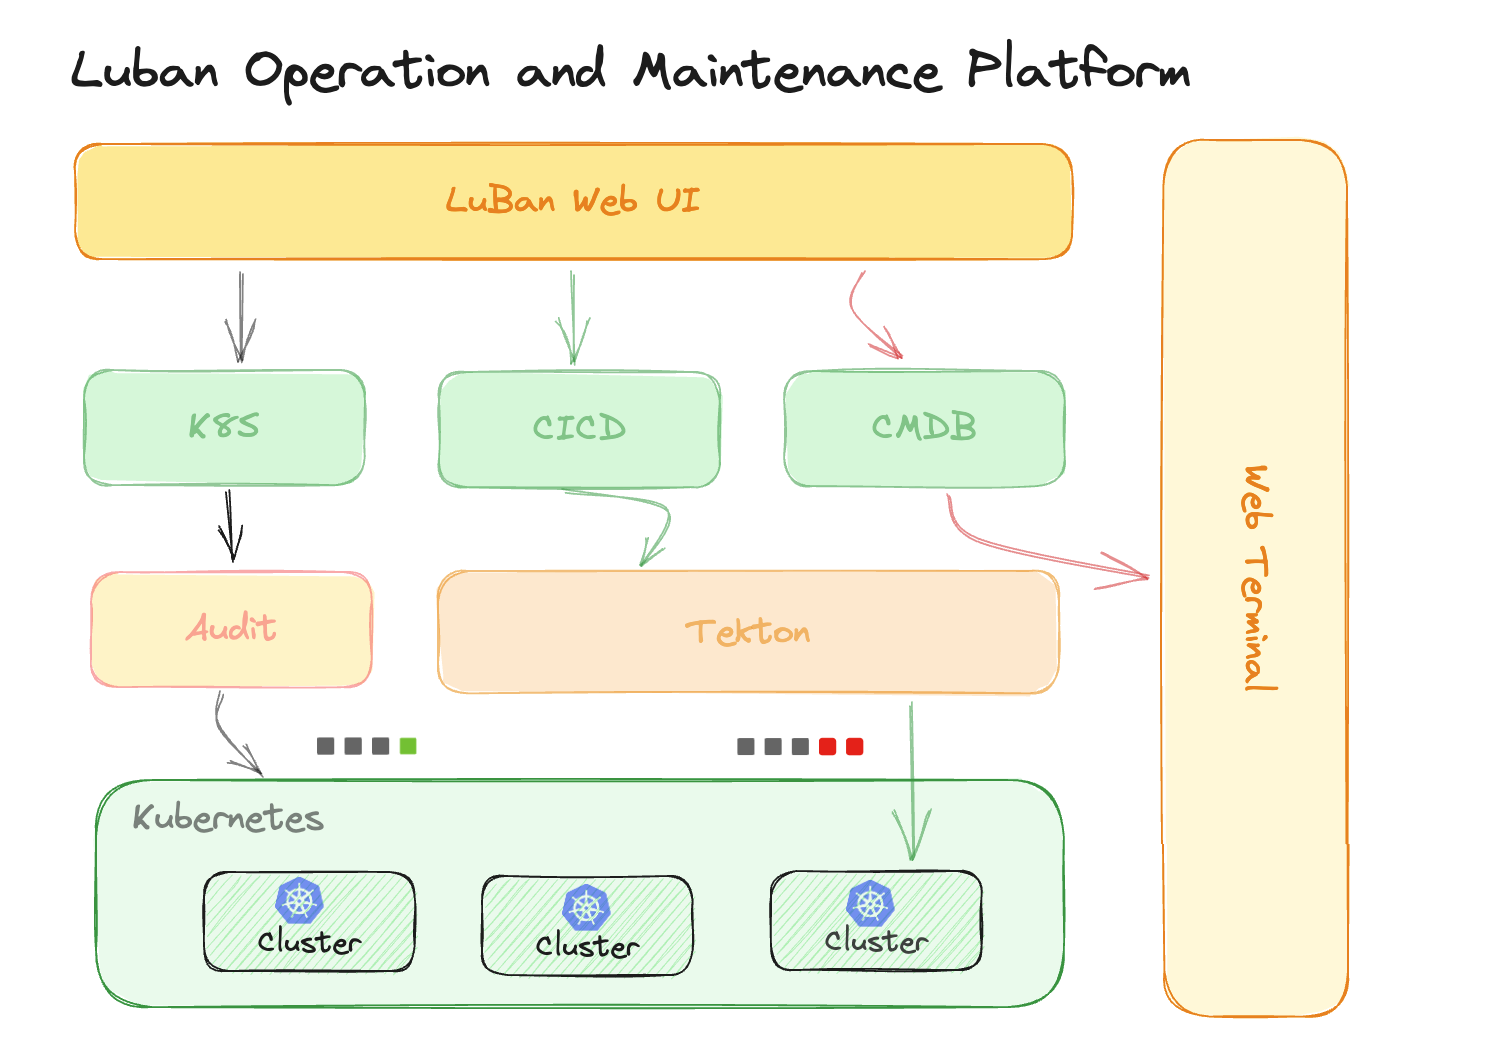 Luban Operation and Maintenance Platform
LuBan Web UI
K8S
CICD
CMDB
Web Terminal
Audit
Tekton
Kubernetes
Cluster
Cluster
Cluster